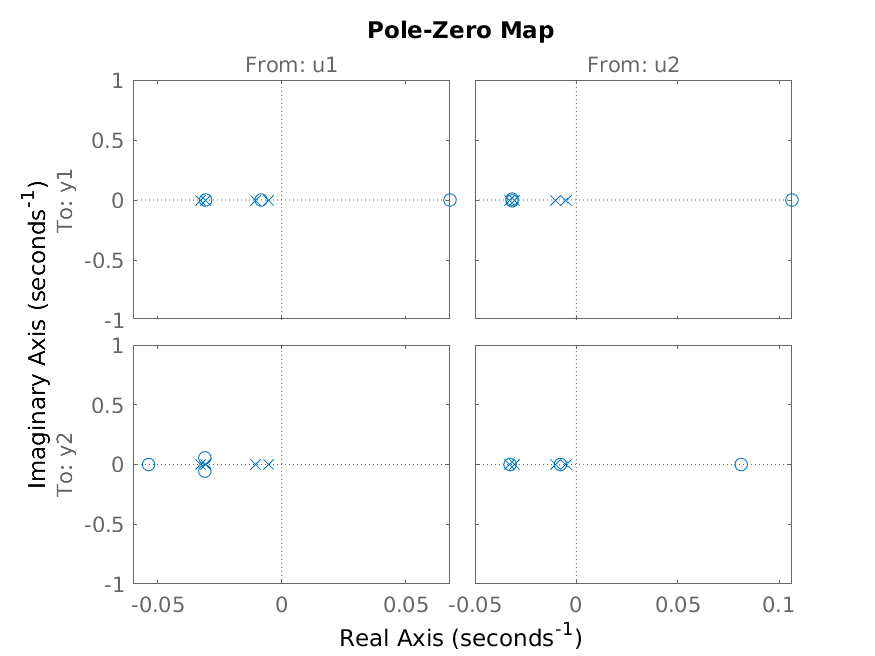 Pole-Zero Map
From: u1
From: u2
1
0.5
0
-0.5
-1
To: y1
1
0.5
0
-0.5
-1
To: y2
Imaginary Axis (seconds⁻¹)
-0.05
0
0.05
-0.05
0
0.05
0.1
Real Axis (seconds⁻¹)